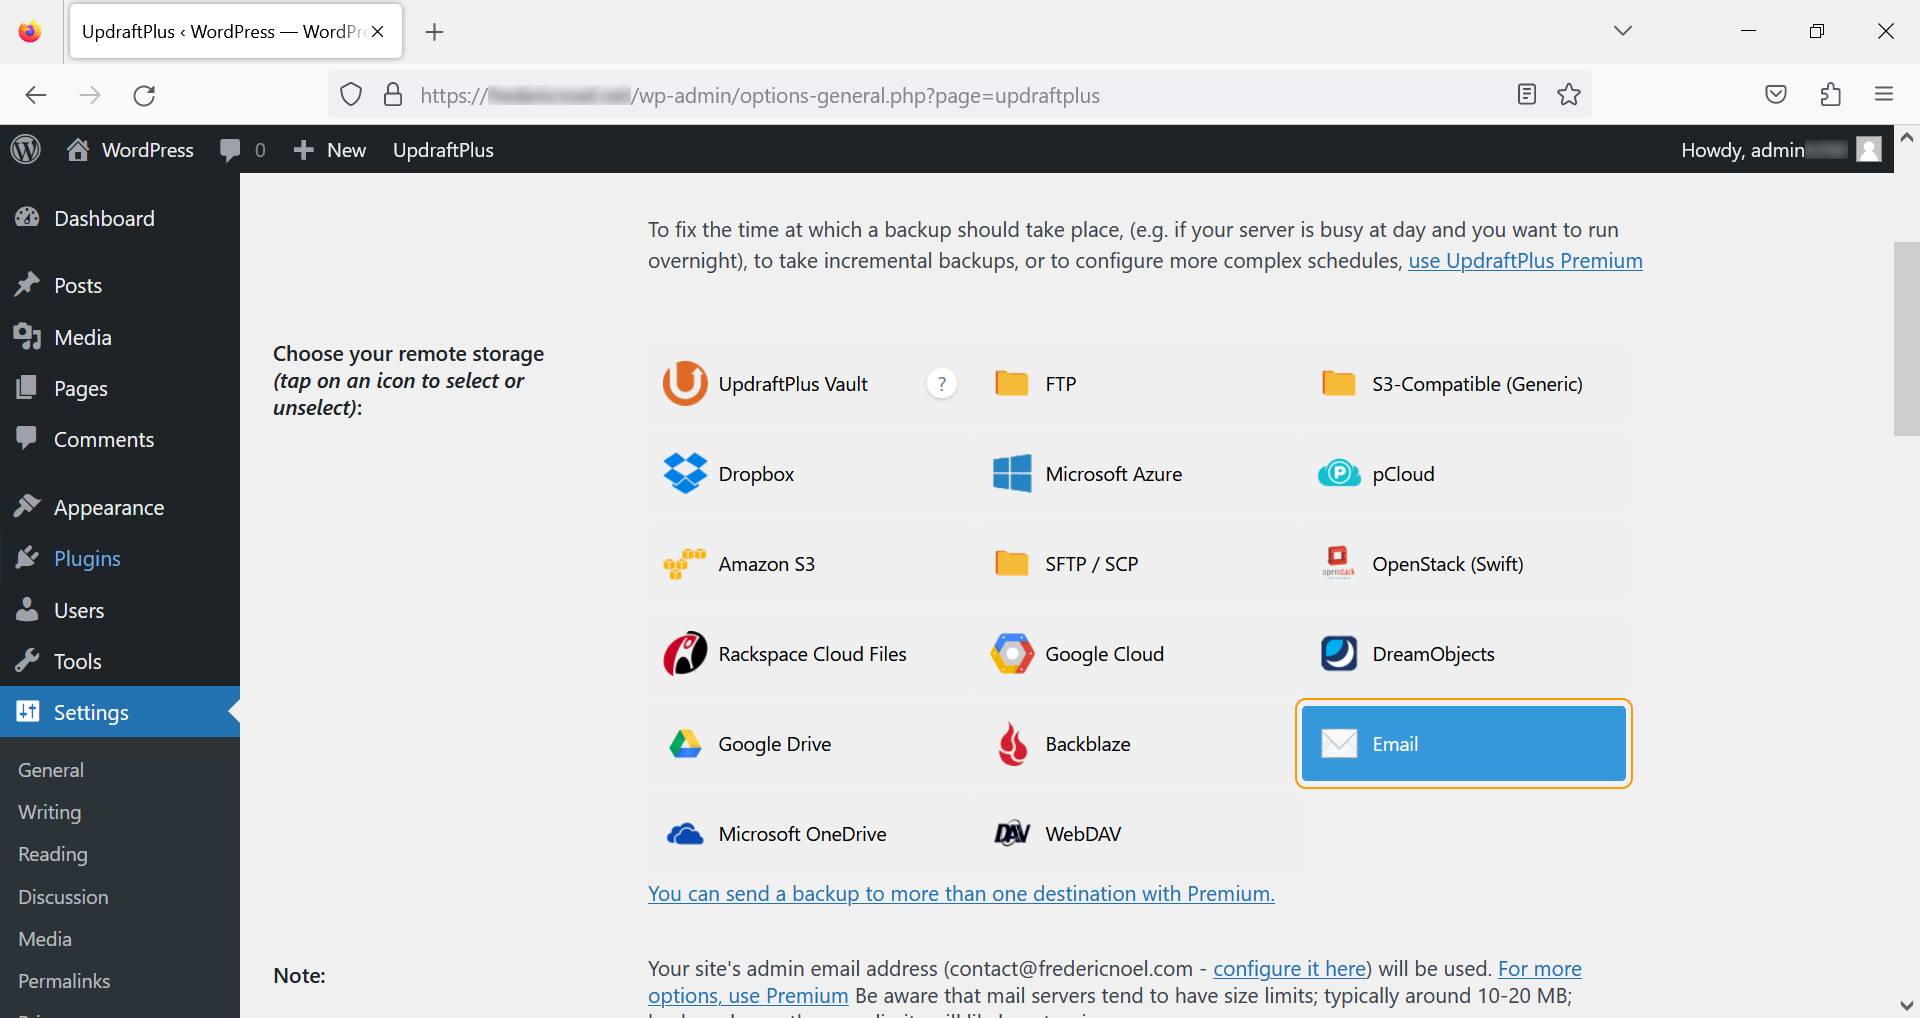 UpdraftPlus ‹ WordPress — WordPr
https:// /wp-admin/options-general.php?page=updraftplus
WordPress 0 New UpdraftPlus Howdy, admin
Dashboard
Posts
Media
Pages
Comments
Appearance
Plugins
Users
Tools
Settings
General
Writing
Reading
Discussion
Media
Permalinks
To fix the time at which a backup should take place, (e.g. if your server is busy at day and you want to run
overnight), to take incremental backups, or to configure more complex schedules, use UpdraftPlus Premium
Choose your remote storage
(tap on an icon to select or
unselect):
UpdraftPlus Vault ? FTP S3-Compatible (Generic)
Dropbox Microsoft Azure pCloud
Amazon S3 SFTP / SCP openstack OpenStack (Swift)
Rackspace Cloud Files Google Cloud DreamObjects
Google Drive Backblaze Email
Microsoft OneDrive DAV WebDAV
You can send a backup to more than one destination with Premium.
Note:
Your site's admin email address (contact@fredericnoel.com - configure it here) will be used. For more
options, use Premium Be aware that mail servers tend to have size limits; typically around 10-20 MB;